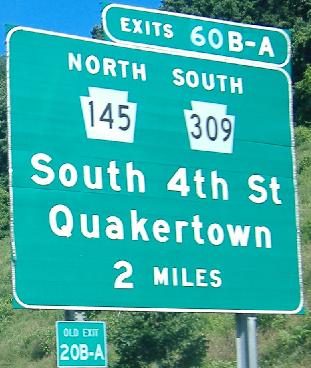 EXITS 60B-A
NORTH SOUTH
145 309
South 4th St
Quakertown
2 MILES
OLD EXIT
20B-A